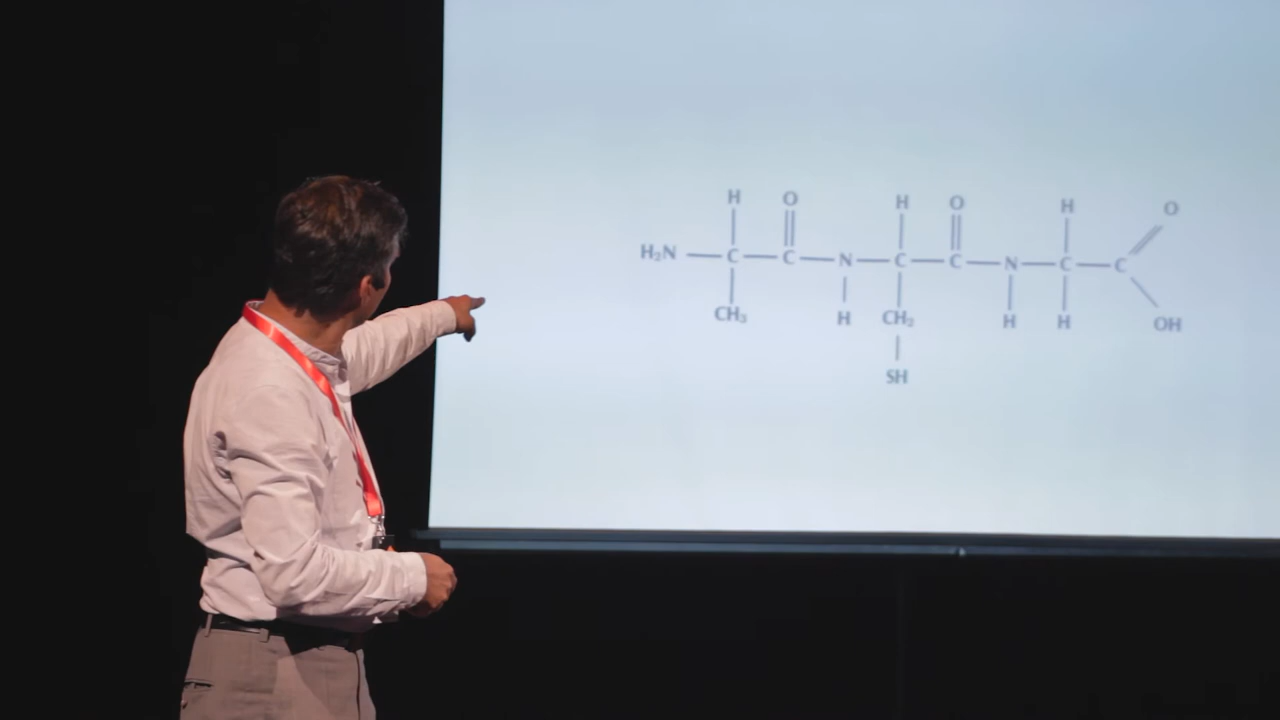 H O H O H O
H₂N — C — C — N — C — C — N — C — C
CH₃ H CH₂ H H OH
SH